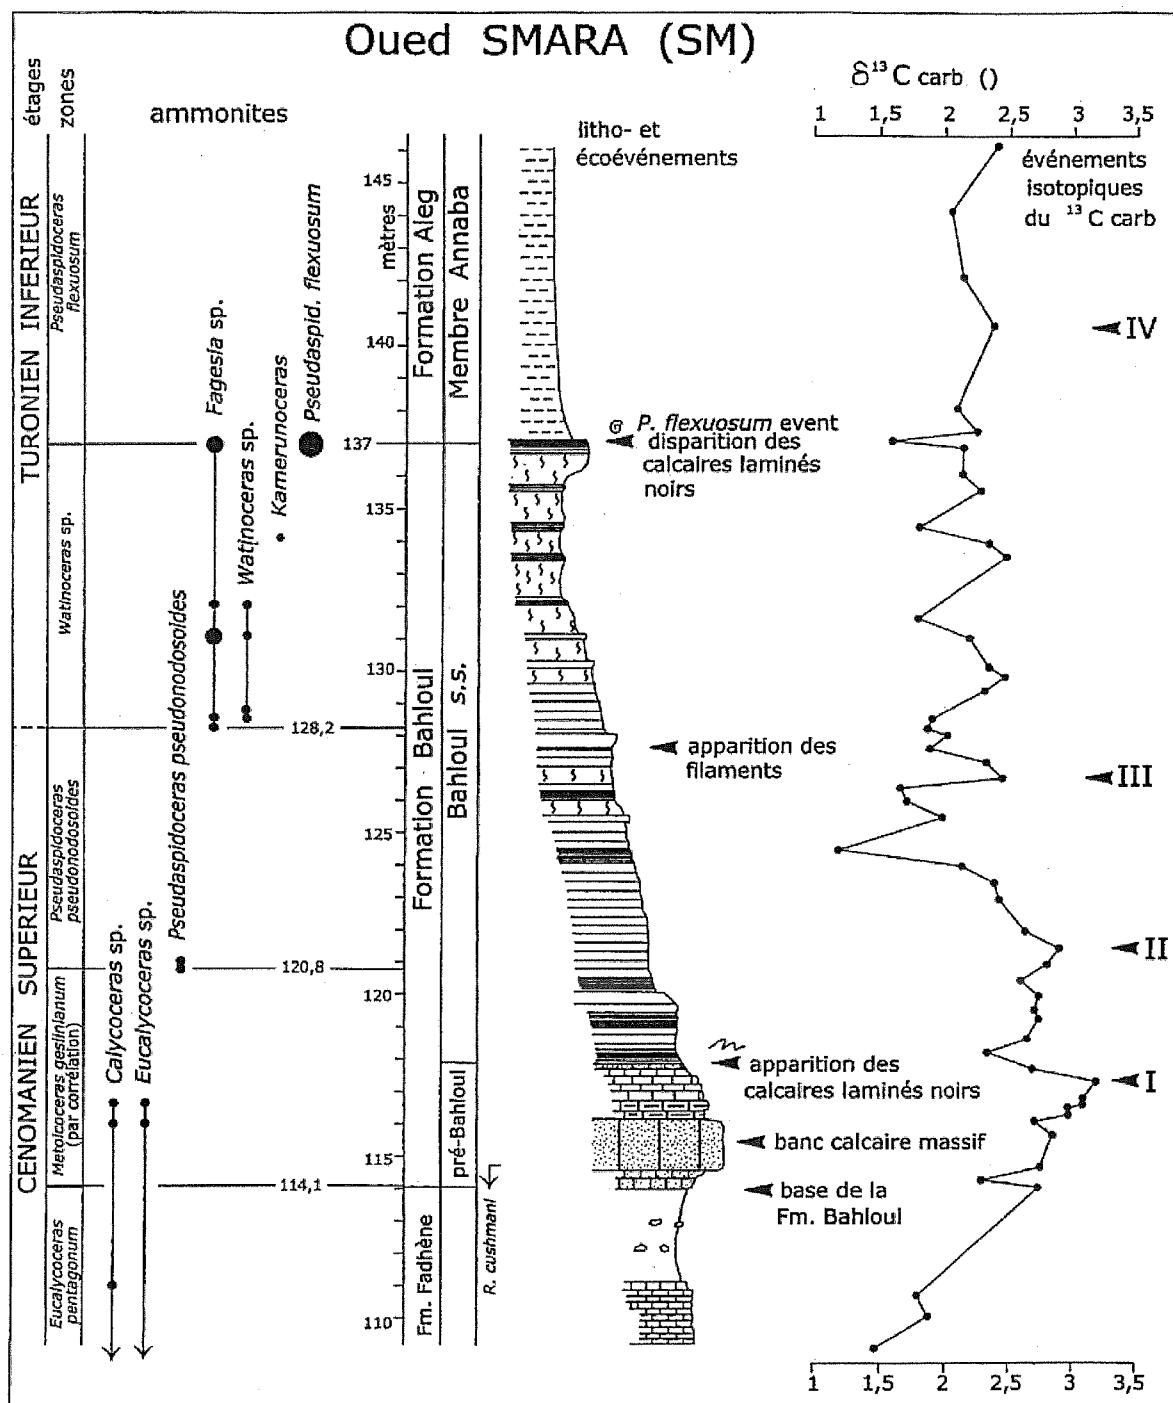 Oued SMARA (SM)
étages
zones
ammonites
litho- et
écoévénements
δ¹³C carb ()
1 1,5 2 2,5 3 3,5
événements
isotopiques
du ¹³C carb
TURONIEN INFERIEUR
CENOMANIEN SUPERIEUR
Pseudaspidoceras
flexuosum
Watinoceras sp.
Pseudaspidoceras
pseudonodosoides
Metoicoceras geslinianum
(par corrélation)
Eucalycoceras
pentagonum
Calycoceras sp.
Eucalycoceras sp.
Pseudaspidoceras pseudonodosoides
Fagesia sp.
Watinoceras sp.
Kamerunoceras
Pseudaspid. flexuosum
mètres
145
140
137
135
130
128,2
125
120,8
120
115
114,1
110
Formation Aleg
Membre Annaba
Formation Bahloul
Bahloul s.s.
pré-Bahloul
Fm. Fadhène
R. cushmani
P. flexuosum event
disparition des
calcaires laminés
noirs
apparition des
filaments
apparition des
calcaires laminés noirs
banc calcaire massif
base de la
Fm. Bahloul
IV
III
II
I
1 1,5 2 2,5 3 3,5